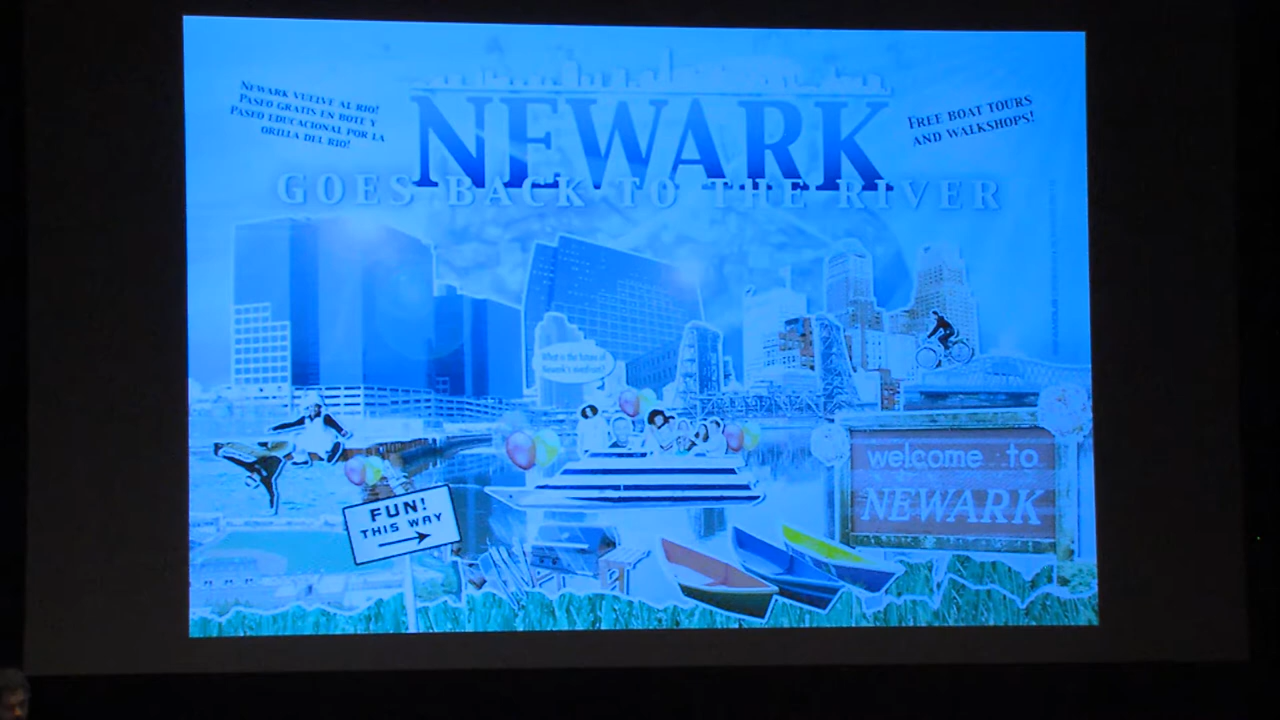 NEWARK VUELVE AL RIO!
PASEO GRATIS EN BOTE Y
PASEO EDUCACIONAL POR LA
ORILLA DEL RIO!
NEWARK
GOES BACK TO THE RIVER
FREE BOAT TOURS
AND WALKSHOPS!
What is the future of
Newark's riverfront?
FUN!
THIS WAY
welcome to
NEWARK